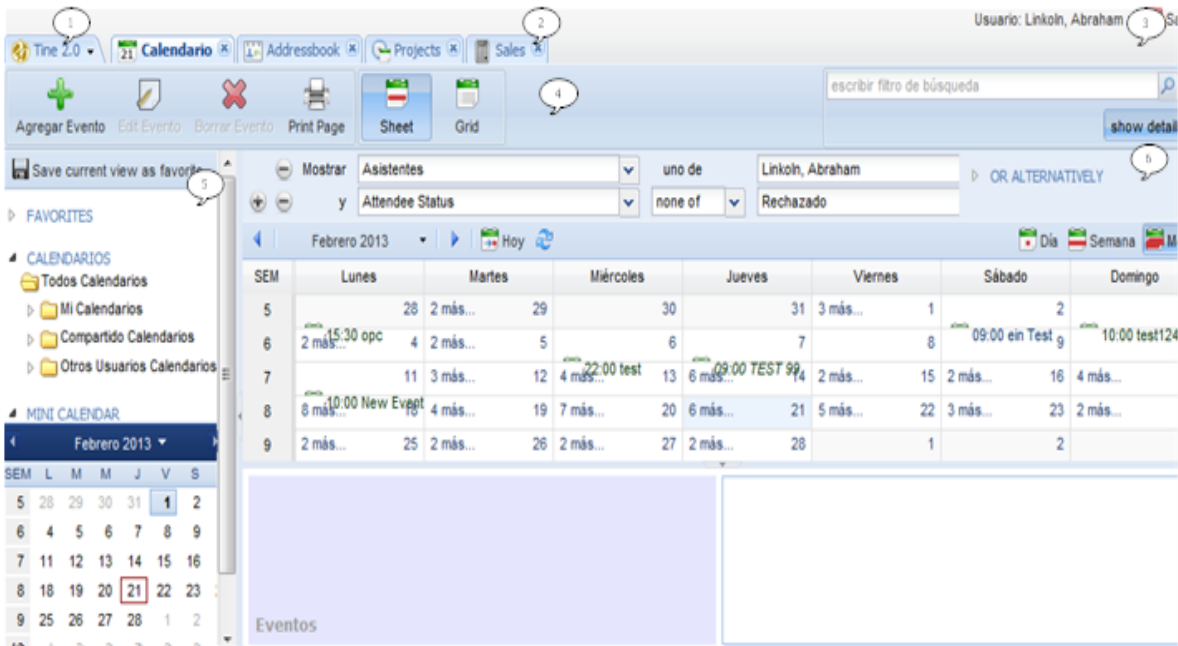 1 2 3
Usuario: Linkoln, Abraham
Tine 2.0 Calendario Addressbook Projects Sales
4
escribir filtro de búsqueda
Agregar Evento Edit Evento Borrar Evento Print Page Sheet Grid
show detail
Save current view as favorite
5
6
Mostrar Asistentes uno de Linkoln, Abraham
OR ALTERNATIVELY
y Attendee Status none of Rechazado
FAVORITES
Febrero 2013 Hoy Día Semana M
CALENDARIOS
Todos Calendarios
Mi Calendarios
Compartido Calendarios
Otros Usuarios Calendarios
SEM Lunes Martes Miércoles Jueves Viernes Sábado Domingo
5 28 2 más... 29 30 31 3 más... 1 2
15:30 opc 09:00 ein Test 10:00 test124
6 2 más... 4 2 más... 5 6 7 8 9
22:00 test 09:00 TEST 99
7 11 3 más... 12 4 más... 13 6 más... 14 2 más... 15 2 más... 16 4 más...
10:00 New Event
8 8 más... 18 4 más... 19 7 más... 20 6 más... 21 5 más... 22 3 más... 23 2 más...
9 2 más... 25 2 más... 26 2 más... 27 2 más... 28 1 2
MINI CALENDAR
Febrero 2013
SEM L M M J V S
5 28 29 30 31 1 2
6 4 5 6 7 8 9
7 11 12 13 14 15 16
8 18 19 20 21 22 23
9 25 26 27 28 1 2
Eventos